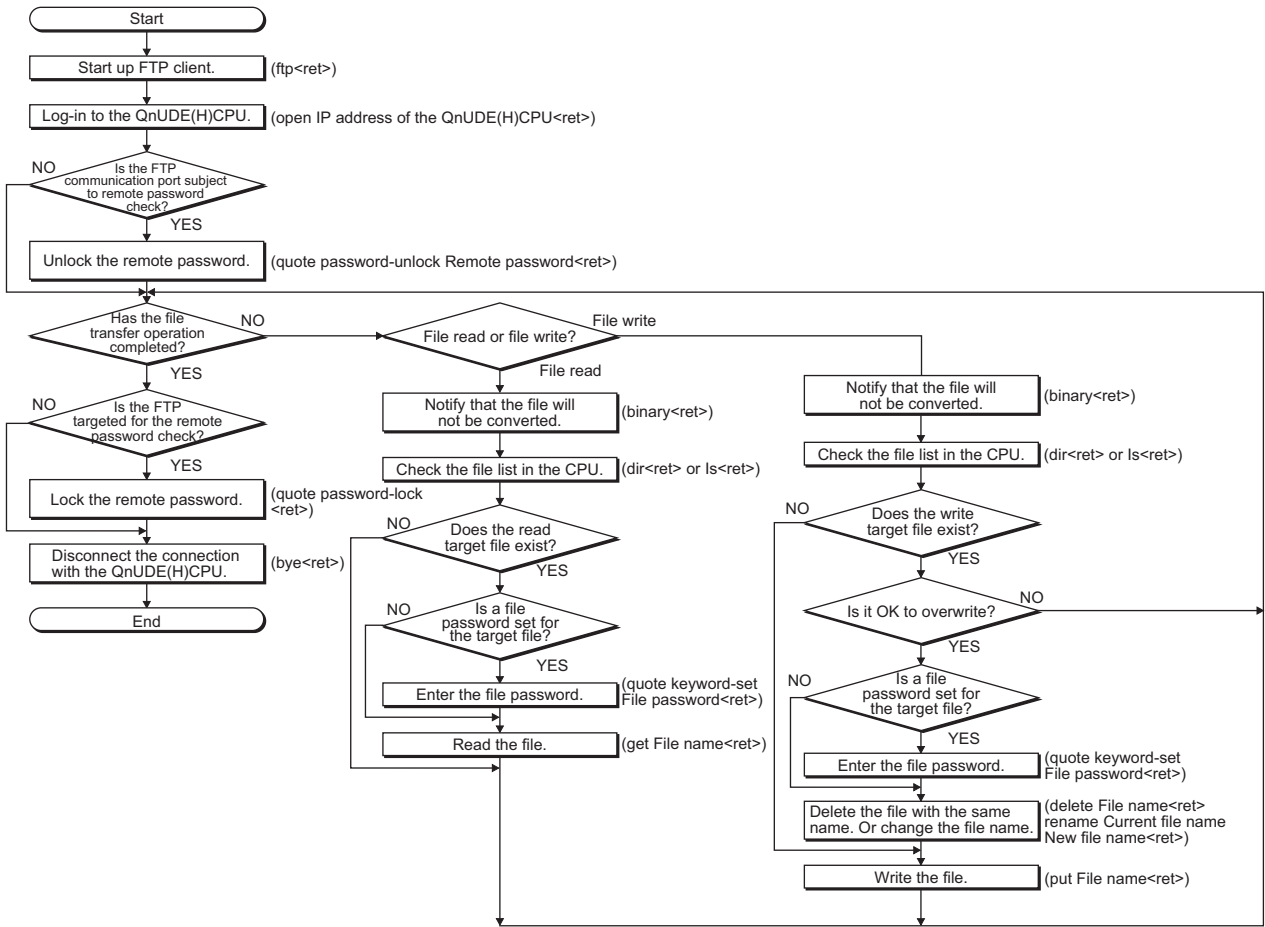 Start
Start up FTP client.
(ftp<ret>)
Log-in to the QnUDE(H)CPU.
(open IP address of the QnUDE(H)CPU<ret>)
NO
Is the FTP
communication port subject
to remote password
check?
YES
Unlock the remote password.
(quote password-unlock Remote password<ret>)
Has the file
transfer operation
completed?
NO
YES
NO
Is the FTP
targeted for the remote
password check?
YES
Lock the remote password.
(quote password-lock
<ret>)
Disconnect the connection
with the QnUDE(H)CPU.
(bye<ret>)
End
File read or file write?
File write
File read
Notify that the file will
not be converted.
(binary<ret>)
Check the file list in the CPU.
(dir<ret> or ls<ret>)
NO
Does the read
target file exist?
YES
NO
Is a file
password set for
the target file?
YES
Enter the file password.
(quote keyword-set
File password<ret>)
Read the file.
(get File name<ret>)
Notify that the file will
not be converted.
(binary<ret>)
Check the file list in the CPU.
(dir<ret> or ls<ret>)
NO
Does the write
target file exist?
YES
Is it OK to overwrite?
NO
YES
NO
Is a file
password set for
the target file?
YES
Enter the file password.
(quote keyword-set
File password<ret>)
Delete the file with the same
name. Or change the file name.
(delete File name<ret>
rename Current file name
New file name<ret>)
Write the file.
(put File name<ret>)